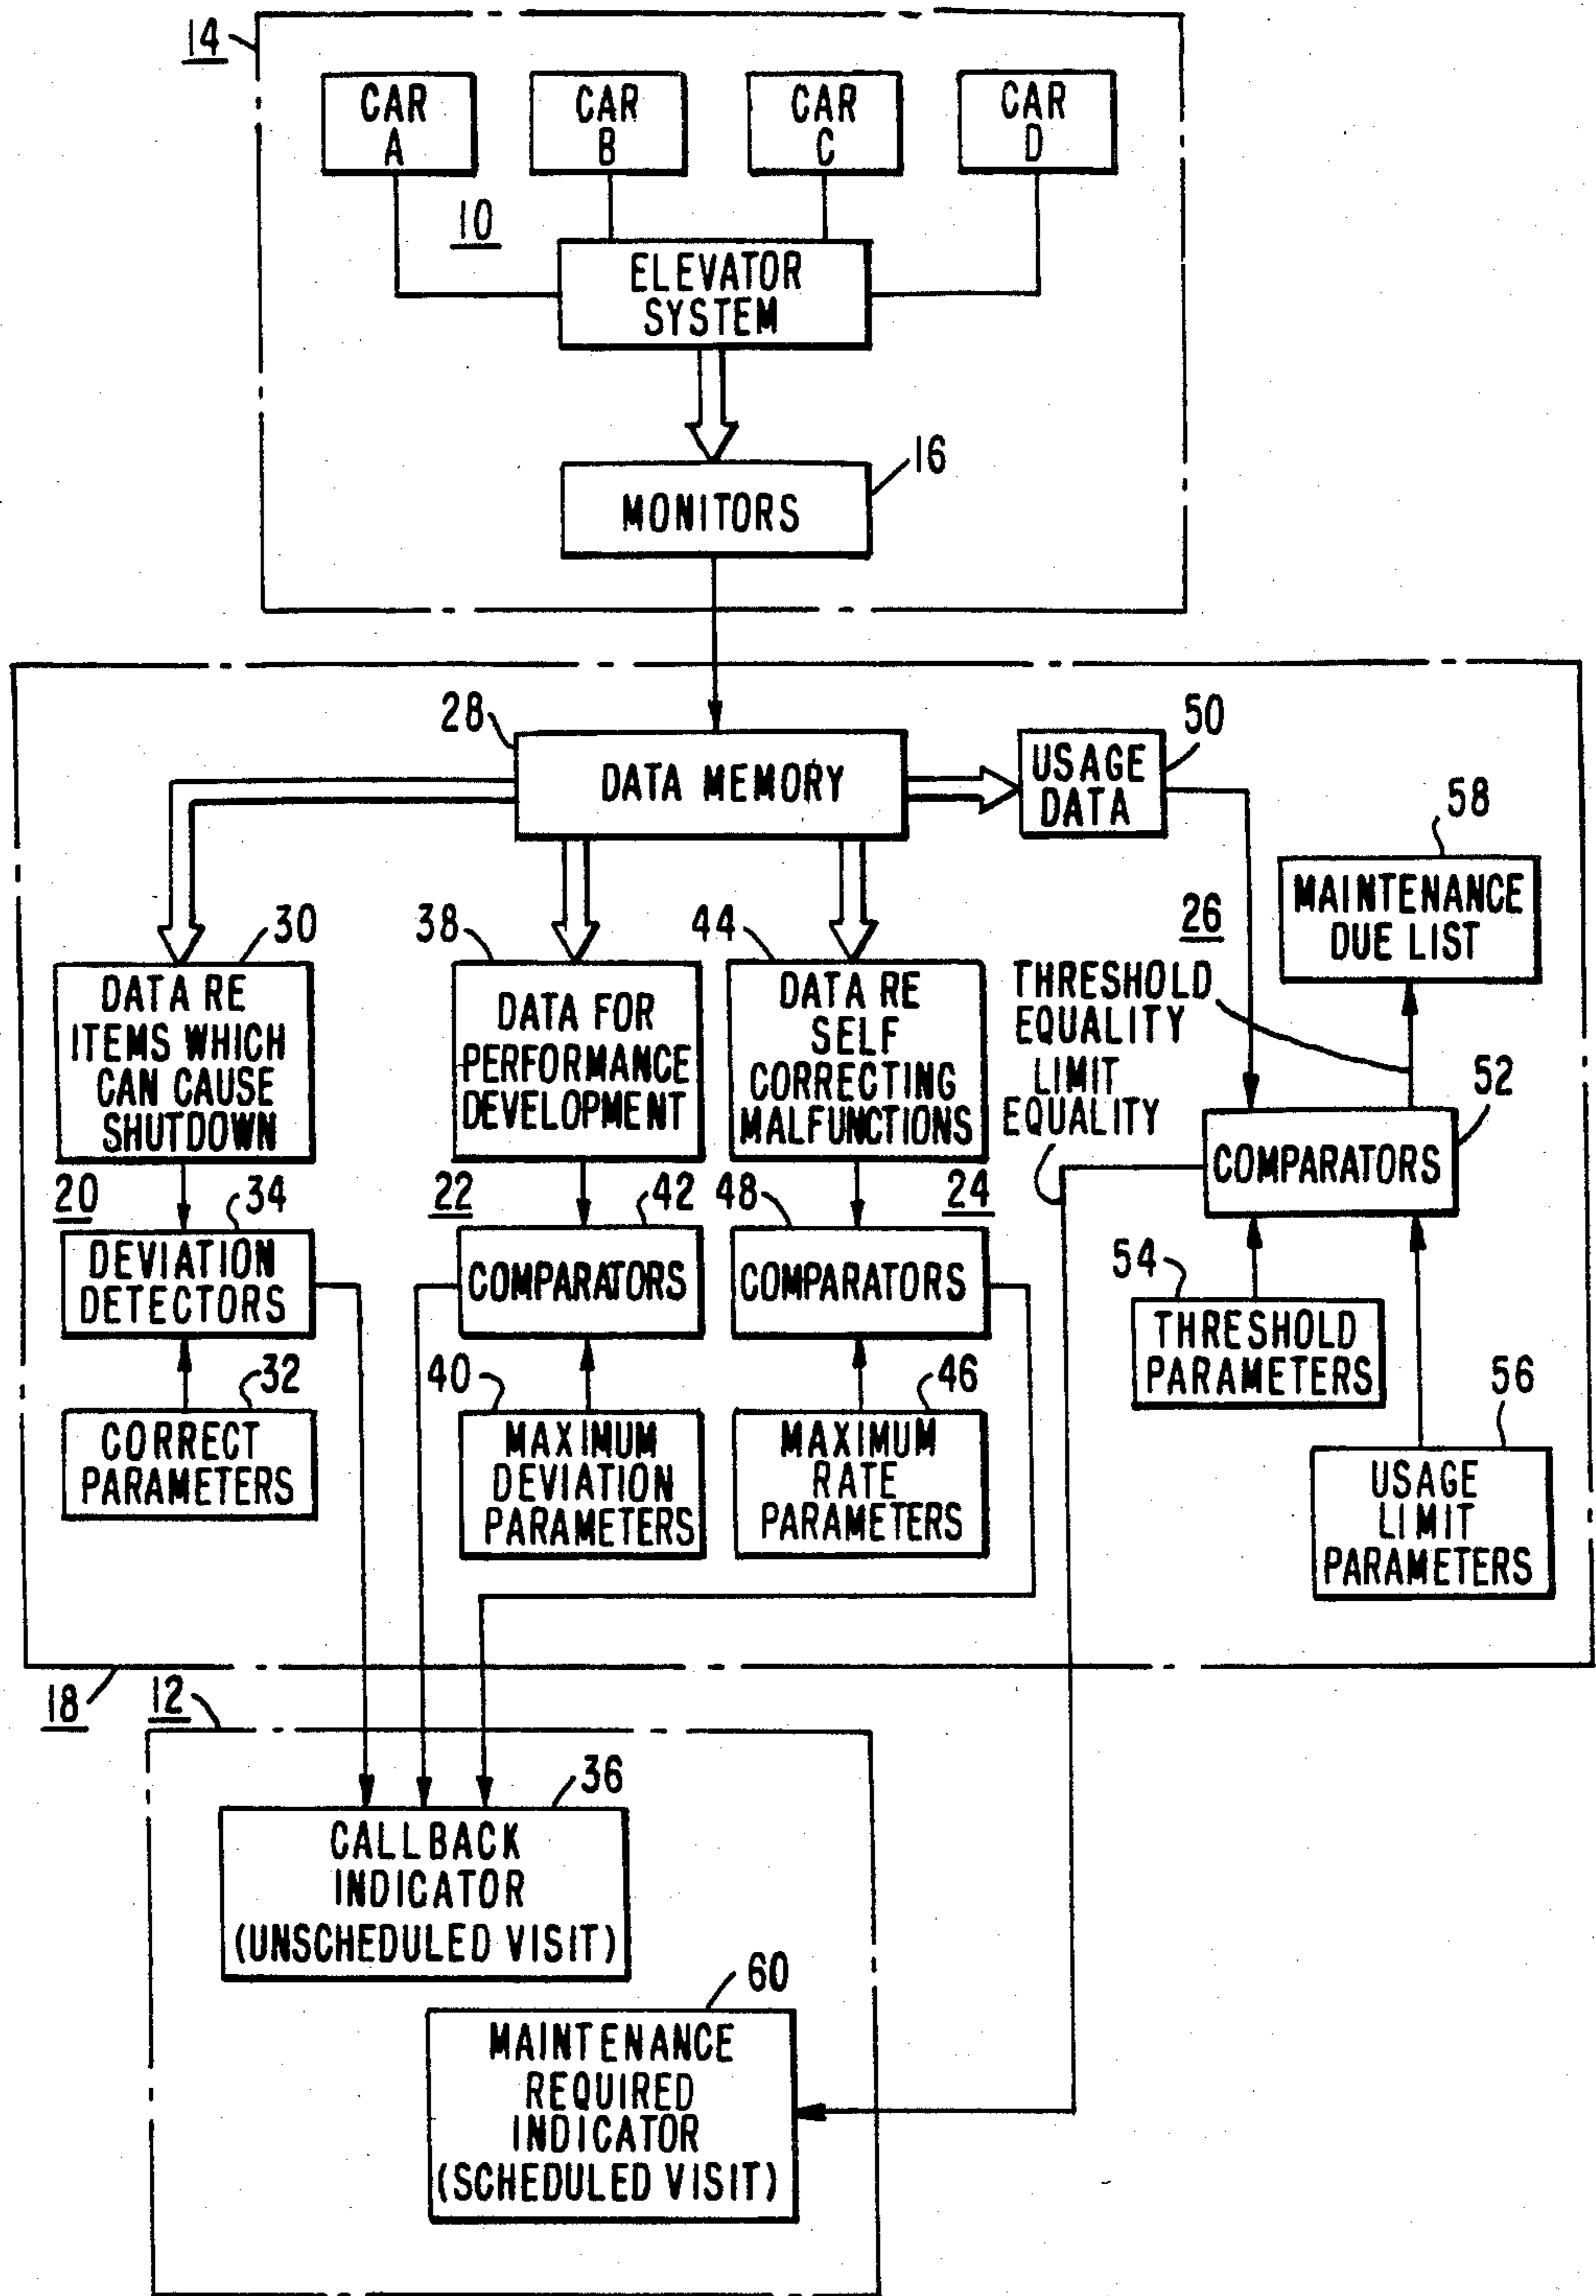 14
CAR
A
CAR
B
CAR
C
CAR
D
10
ELEVATOR
SYSTEM
16
MONITORS
28
DATA MEMORY
50
USAGE
DATA
58
MAINTENANCE
DUE LIST
26
30
DATA RE
ITEMS WHICH
CAN CAUSE
SHUTDOWN
38
DATA FOR
PERFORMANCE
DEVELOPMENT
44
DATA RE
SELF
CORRECTING
MALFUNCTIONS
THRESHOLD
EQUALITY
LIMIT
EQUALITY
52
COMPARATORS
20
34
DEVIATION
DETECTORS
22
42
COMPARATORS
48
24
COMPARATORS
54
THRESHOLD
PARAMETERS
32
CORRECT
PARAMETERS
40
MAXIMUM
DEVIATION
PARAMETERS
46
MAXIMUM
RATE
PARAMETERS
56
USAGE
LIMIT
PARAMETERS
18
12
36
CALLBACK
INDICATOR
(UNSCHEDULED VISIT)
60
MAINTENANCE
REQUIRED
INDICATOR
(SCHEDULED VISIT)